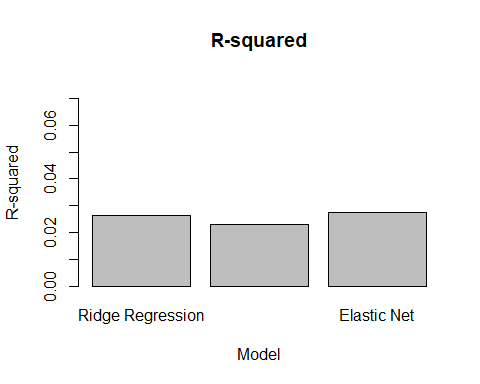 R-squared
R-squared
0.06
0.04
0.02
0.00
Ridge Regression
Elastic Net
Model